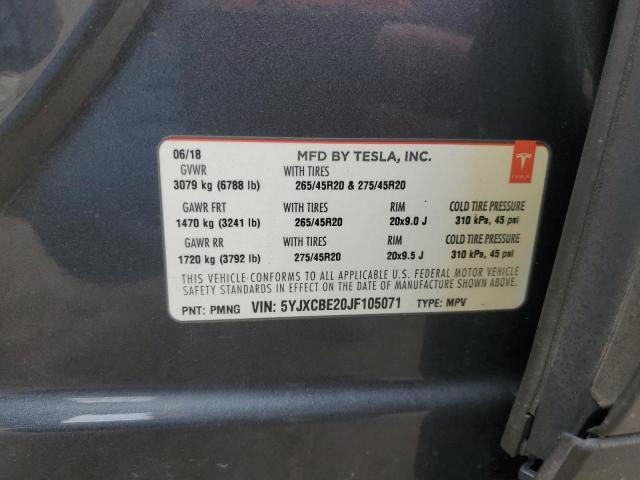 06/18 MFD BY TESLA, INC.
GVWR WITH TIRES
3079 kg (6788 lb) 265/45R20 & 275/45R20
TESLA
GAWR FRT WITH TIRES RIM COLD TIRE PRESSURE
1470 kg (3241 lb) 265/45R20 20x9.0 J 310 kPa, 45 psi
GAWR RR WITH TIRES RIM COLD TIRE PRESSURE
1720 kg (3792 lb) 275/45R20 20x9.5 J 310 kPa, 45 psi
THIS VEHICLE CONFORMS TO ALL APPLICABLE U.S. FEDERAL MOTOR VEHICLE
SAFETY STANDARDS IN EFFECT ON THE DATE OF MANUFACTURE SHOWN ABOVE.
PNT: PMNG VIN: 5YJXCBE20JF105071 TYPE: MPV